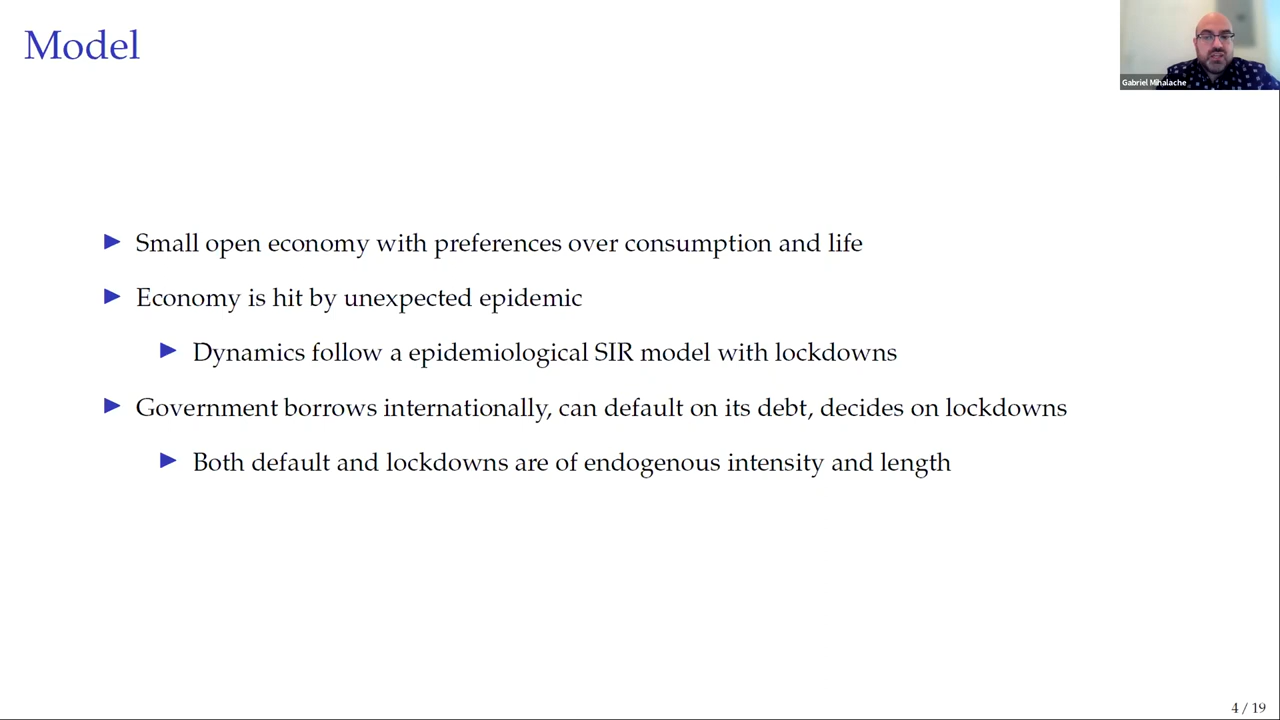 Model
Gabriel Mihalache
▶ Small open economy with preferences over consumption and life
▶ Economy is hit by unexpected epidemic
▶ Dynamics follow a epidemiological SIR model with lockdowns
▶ Government borrows internationally, can default on its debt, decides on lockdowns
▶ Both default and lockdowns are of endogenous intensity and length
4 / 19